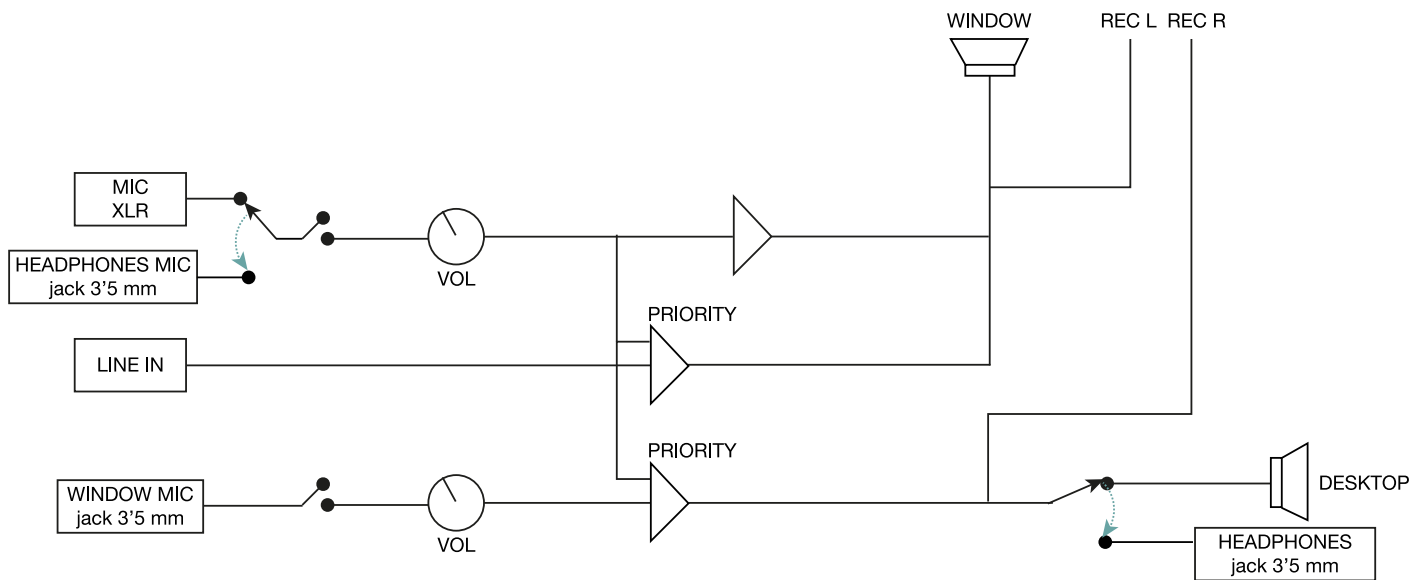 WINDOW
REC L REC R
MIC
XLR
HEADPHONES MIC
jack 3'5 mm
VOL
PRIORITY
LINE IN
PRIORITY
WINDOW MIC
jack 3'5 mm
VOL
DESKTOP
HEADPHONES
jack 3'5 mm